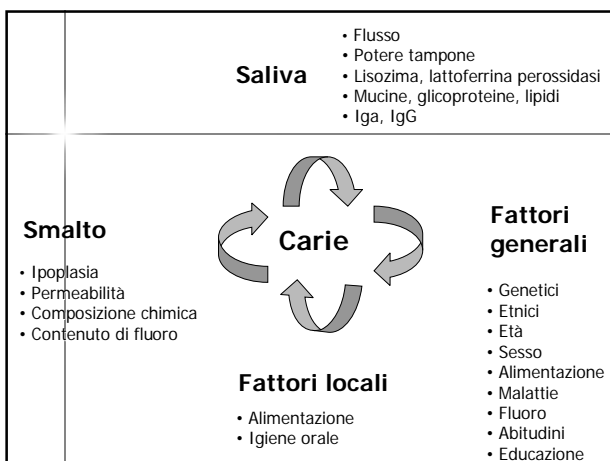 Saliva
• Flusso
• Potere tampone
• Lisozima, lattoferrina perossidasi
• Mucine, glicoproteine, lipidi
• Iga, IgG
Smalto
• Ipoplasia
• Permeabilità
• Composizione chimica
• Contenuto di fluoro
Carie
Fattori
generali
• Genetici
• Etnici
• Età
• Sesso
• Alimentazione
• Malattie
• Fluoro
• Abitudini
• Educazione
Fattori locali
• Alimentazione
• Igiene orale